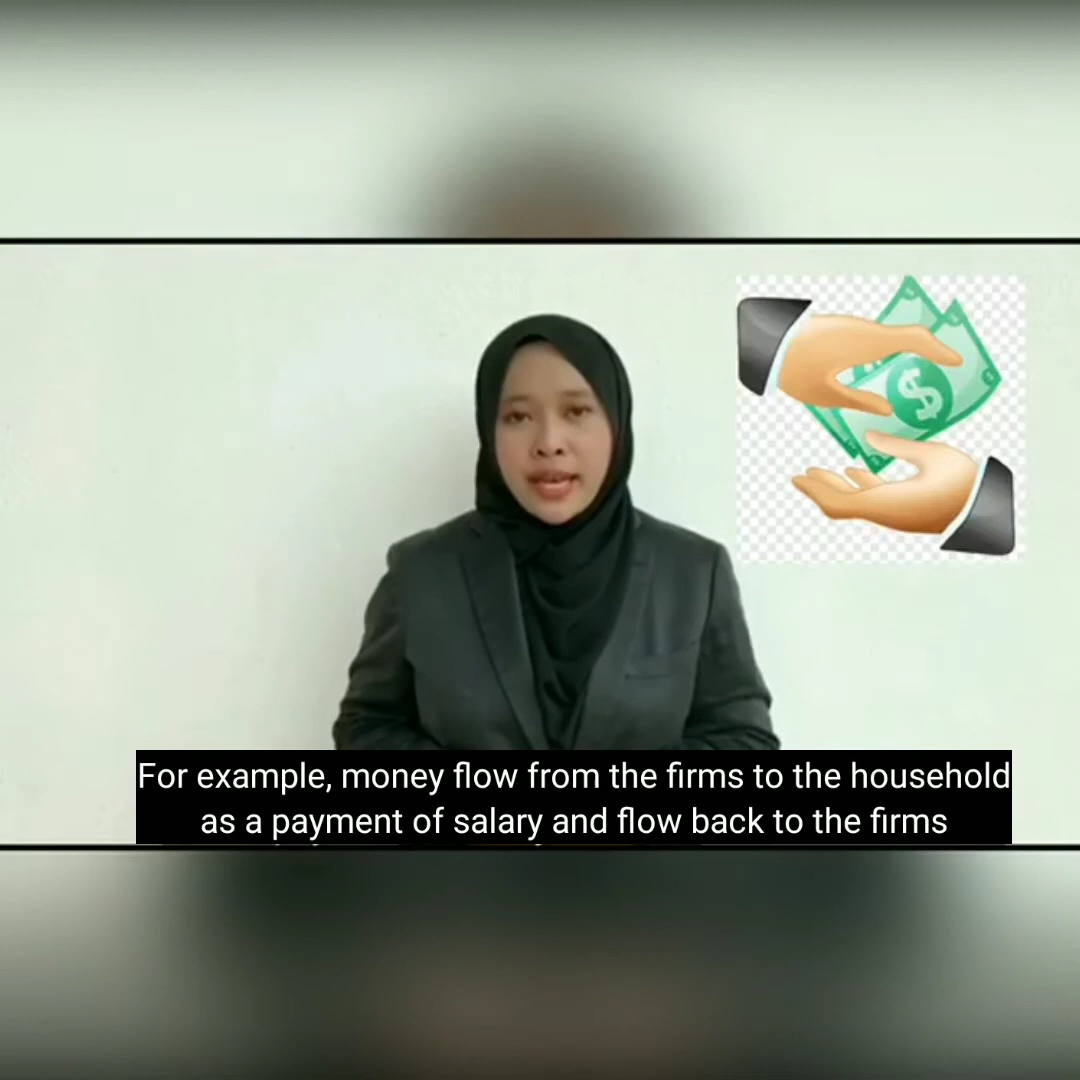 For example, money flow from the firms to the household
as a payment of salary and flow back to the firms